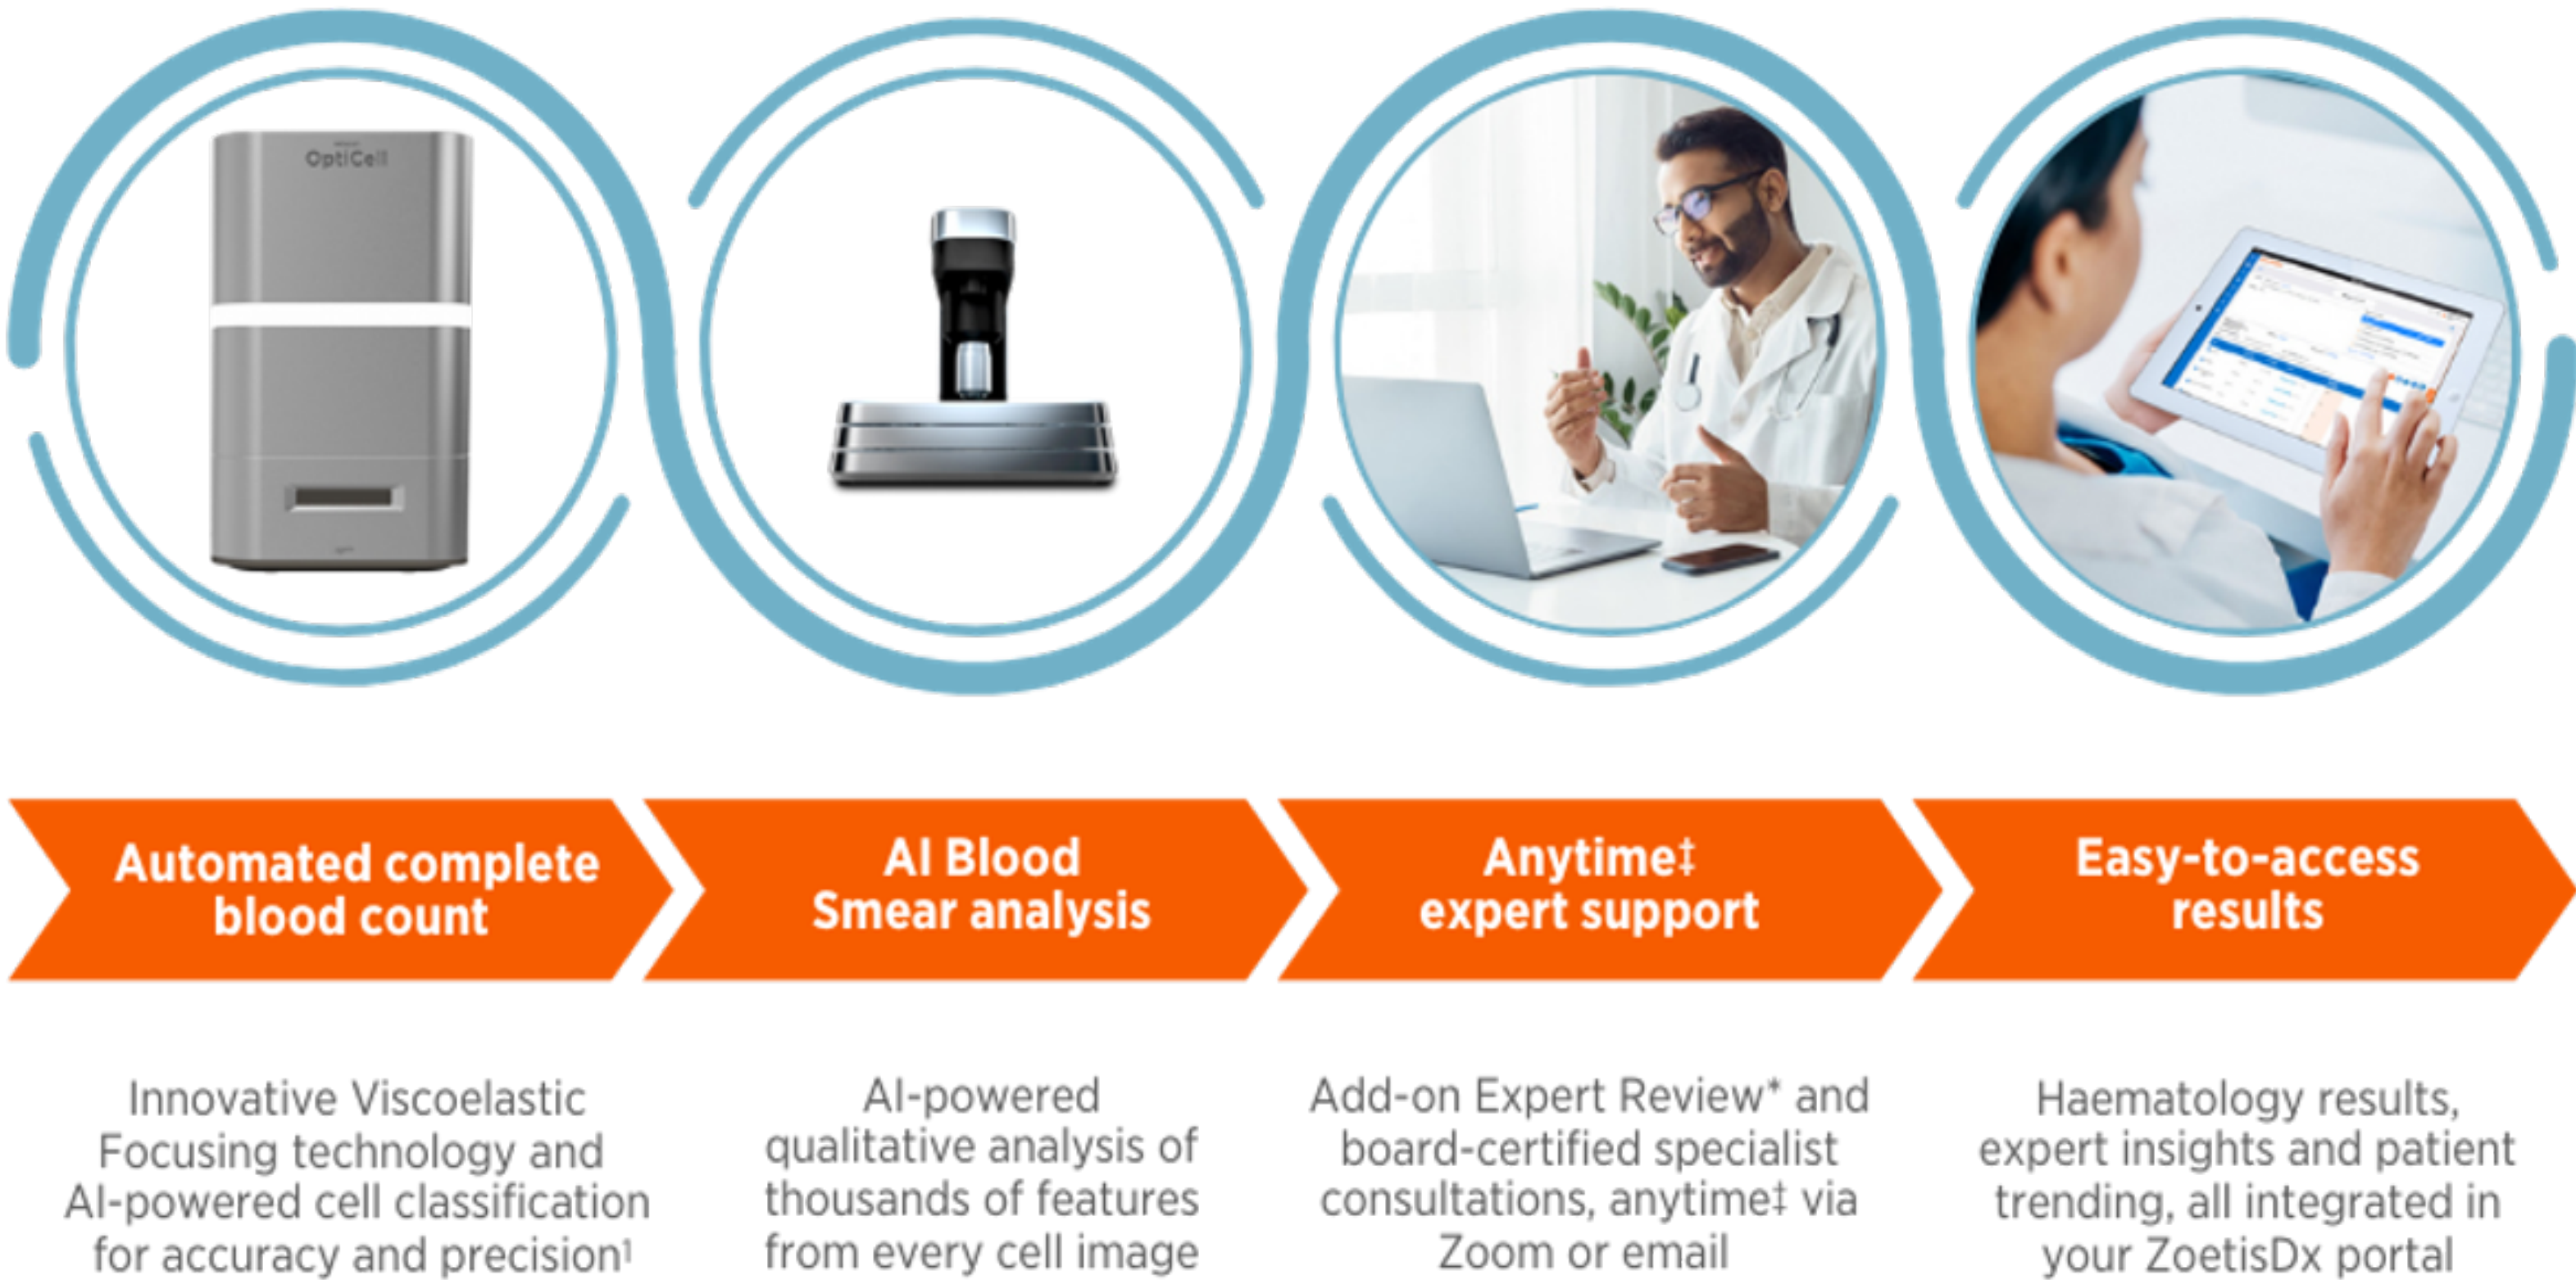 OptiCell
Automated complete
blood count
AI Blood
Smear analysis
Anytime‡
expert support
Easy-to-access
results
Innovative Viscoelastic
Focusing technology and
AI-powered cell classification
for accuracy and precision¹
AI-powered
qualitative analysis of
thousands of features
from every cell image
Add-on Expert Review* and
board-certified specialist
consultations, anytime‡ via
Zoom or email
Haematology results,
expert insights and patient
trending, all integrated in
your ZoetisDx portal